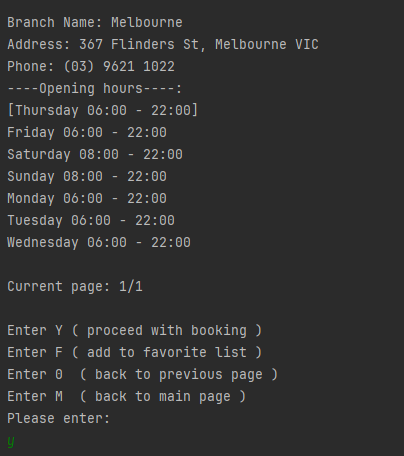 Branch Name: Melbourne
Address: 367 Flinders St, Melbourne VIC
Phone: (03) 9621 1022
----Opening hours----:
[Thursday 06:00 - 22:00]
Friday 06:00 - 22:00
Saturday 08:00 - 22:00
Sunday 08:00 - 22:00
Monday 06:00 - 22:00
Tuesday 06:00 - 22:00
Wednesday 06:00 - 22:00
Current page: 1/1
Enter Y ( proceed with booking )
Enter F ( add to favorite list )
Enter 0  ( back to previous page )
Enter M  ( back to main page )
Please enter:
y